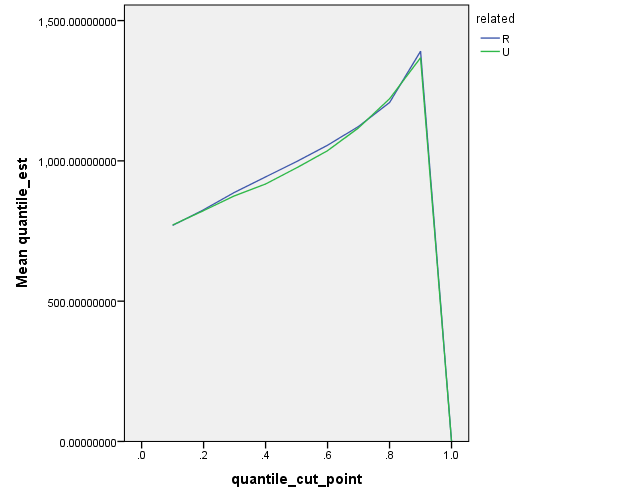 related
R
U
1,500.00000000
1,000.00000000
500.00000000
0.00000000
Mean quantile_est
.0 .2 .4 .6 .8 1.0
quantile_cut_point